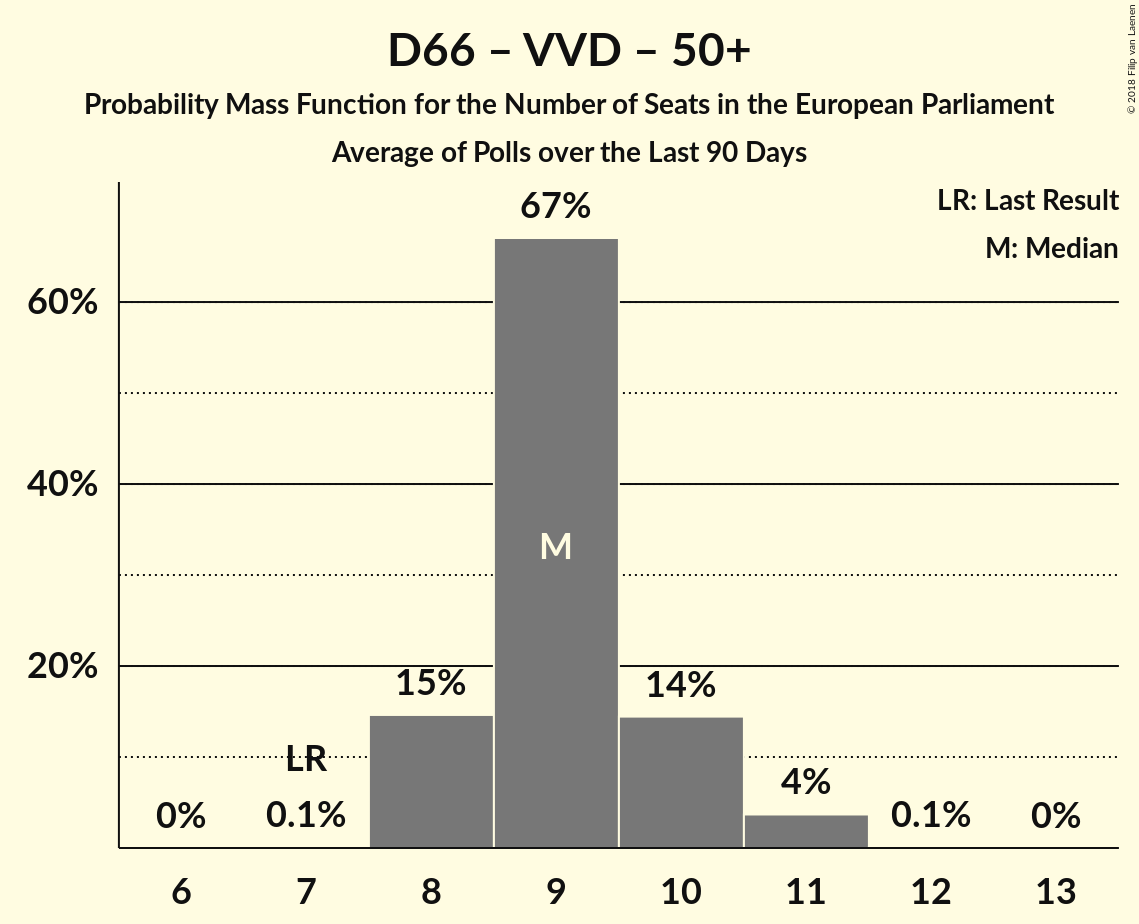 D66 – VVD – 50+
Probability Mass Function for the Number of Seats in the European Parliament
Average of Polls over the Last 90 Days
© 2018 Filip van Laenen
LR: Last Result
M: Median
67%
60%
40%
20%
M
15%
14%
LR
4%
0%
0.1%
0.1%
0%
6 7 8 9 10 11 12 13